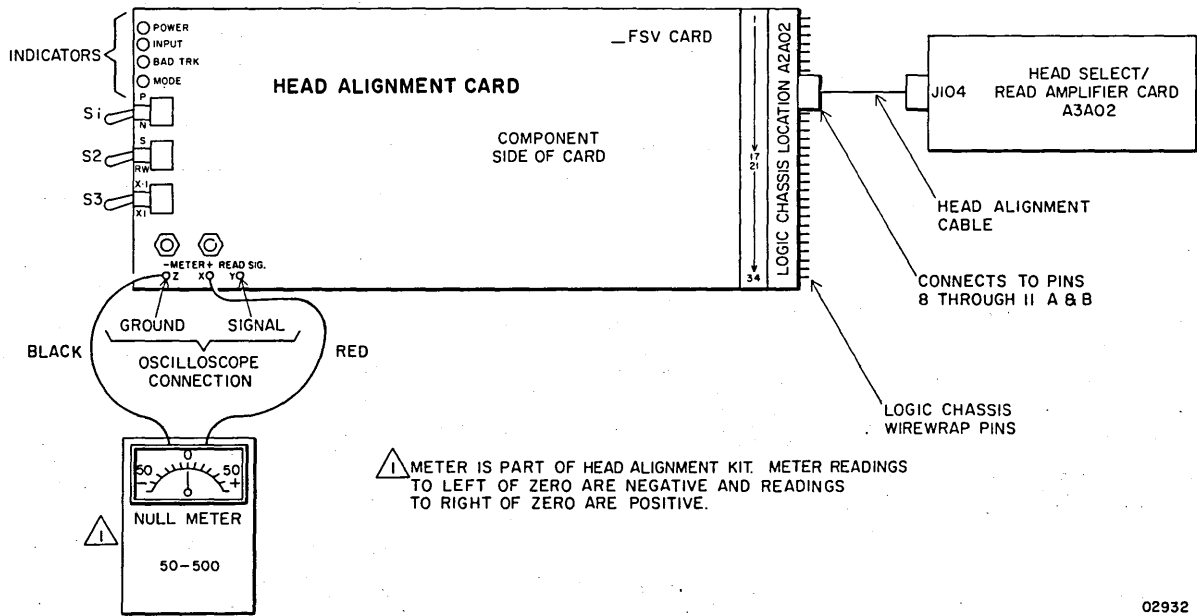 INDICATORS
POWER
INPUT
BAD TRK
MODE
P
S1
N
S
S2
RW
X·1
S3
X1
_FSV CARD
HEAD ALIGNMENT CARD
COMPONENT
SIDE OF CARD
1
17
21
34
LOGIC CHASSIS LOCATION A2A02
J104
HEAD SELECT/
READ AMPLIFIER CARD
A3A02
HEAD ALIGNMENT
CABLE
CONNECTS TO PINS
8 THROUGH 11 A & B
LOGIC CHASSIS
WIREWRAP PINS
-METER+ READ SIG.
Z X Y
GROUND SIGNAL
BLACK
RED
OSCILLOSCOPE
CONNECTION
0
50 50
- +
NULL METER
50-500
1
1 METER IS PART OF HEAD ALIGNMENT KIT. METER READINGS
TO LEFT OF ZERO ARE NEGATIVE AND READINGS
TO RIGHT OF ZERO ARE POSITIVE.
02932